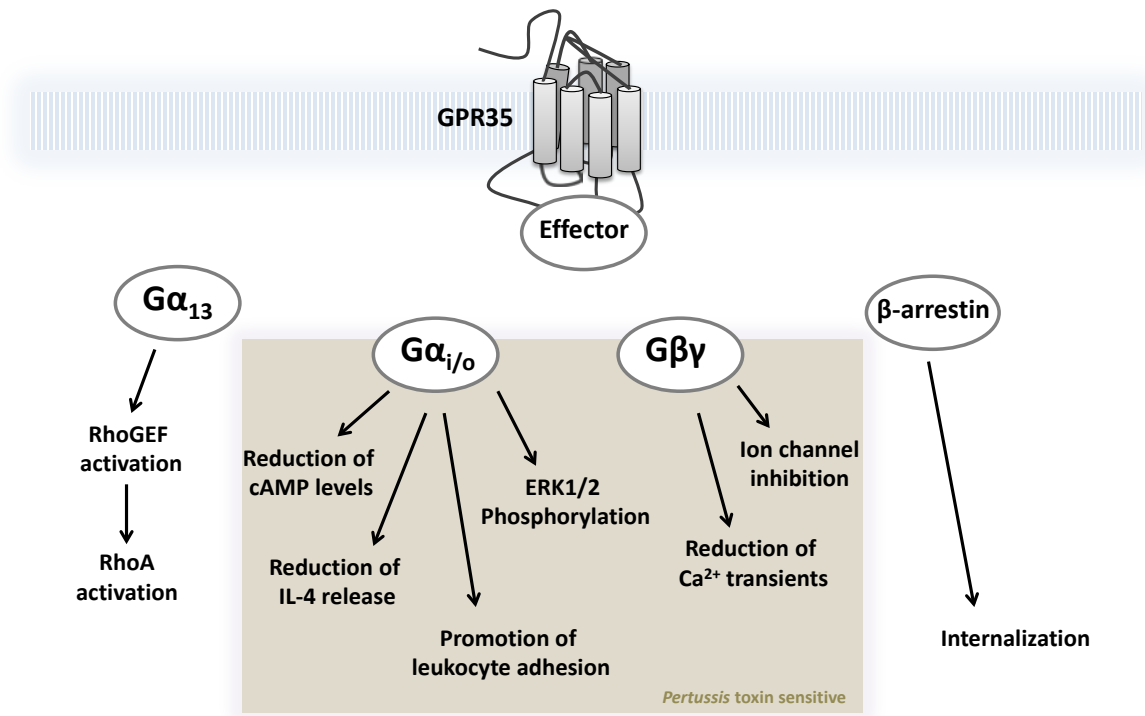 GPR35
Effector
Gα₁₃
RhoGEF
activation
RhoA
activation
Gαᵢ/ₒ
Reduction of
cAMP levels
Reduction of
IL-4 release
Promotion of
leukocyte adhesion
ERK1/2
Phosphorylation
Gβγ
Ion channel
inhibition
Reduction of
Ca²⁺ transients
β-arrestin
Internalization
Pertussis toxin sensitive